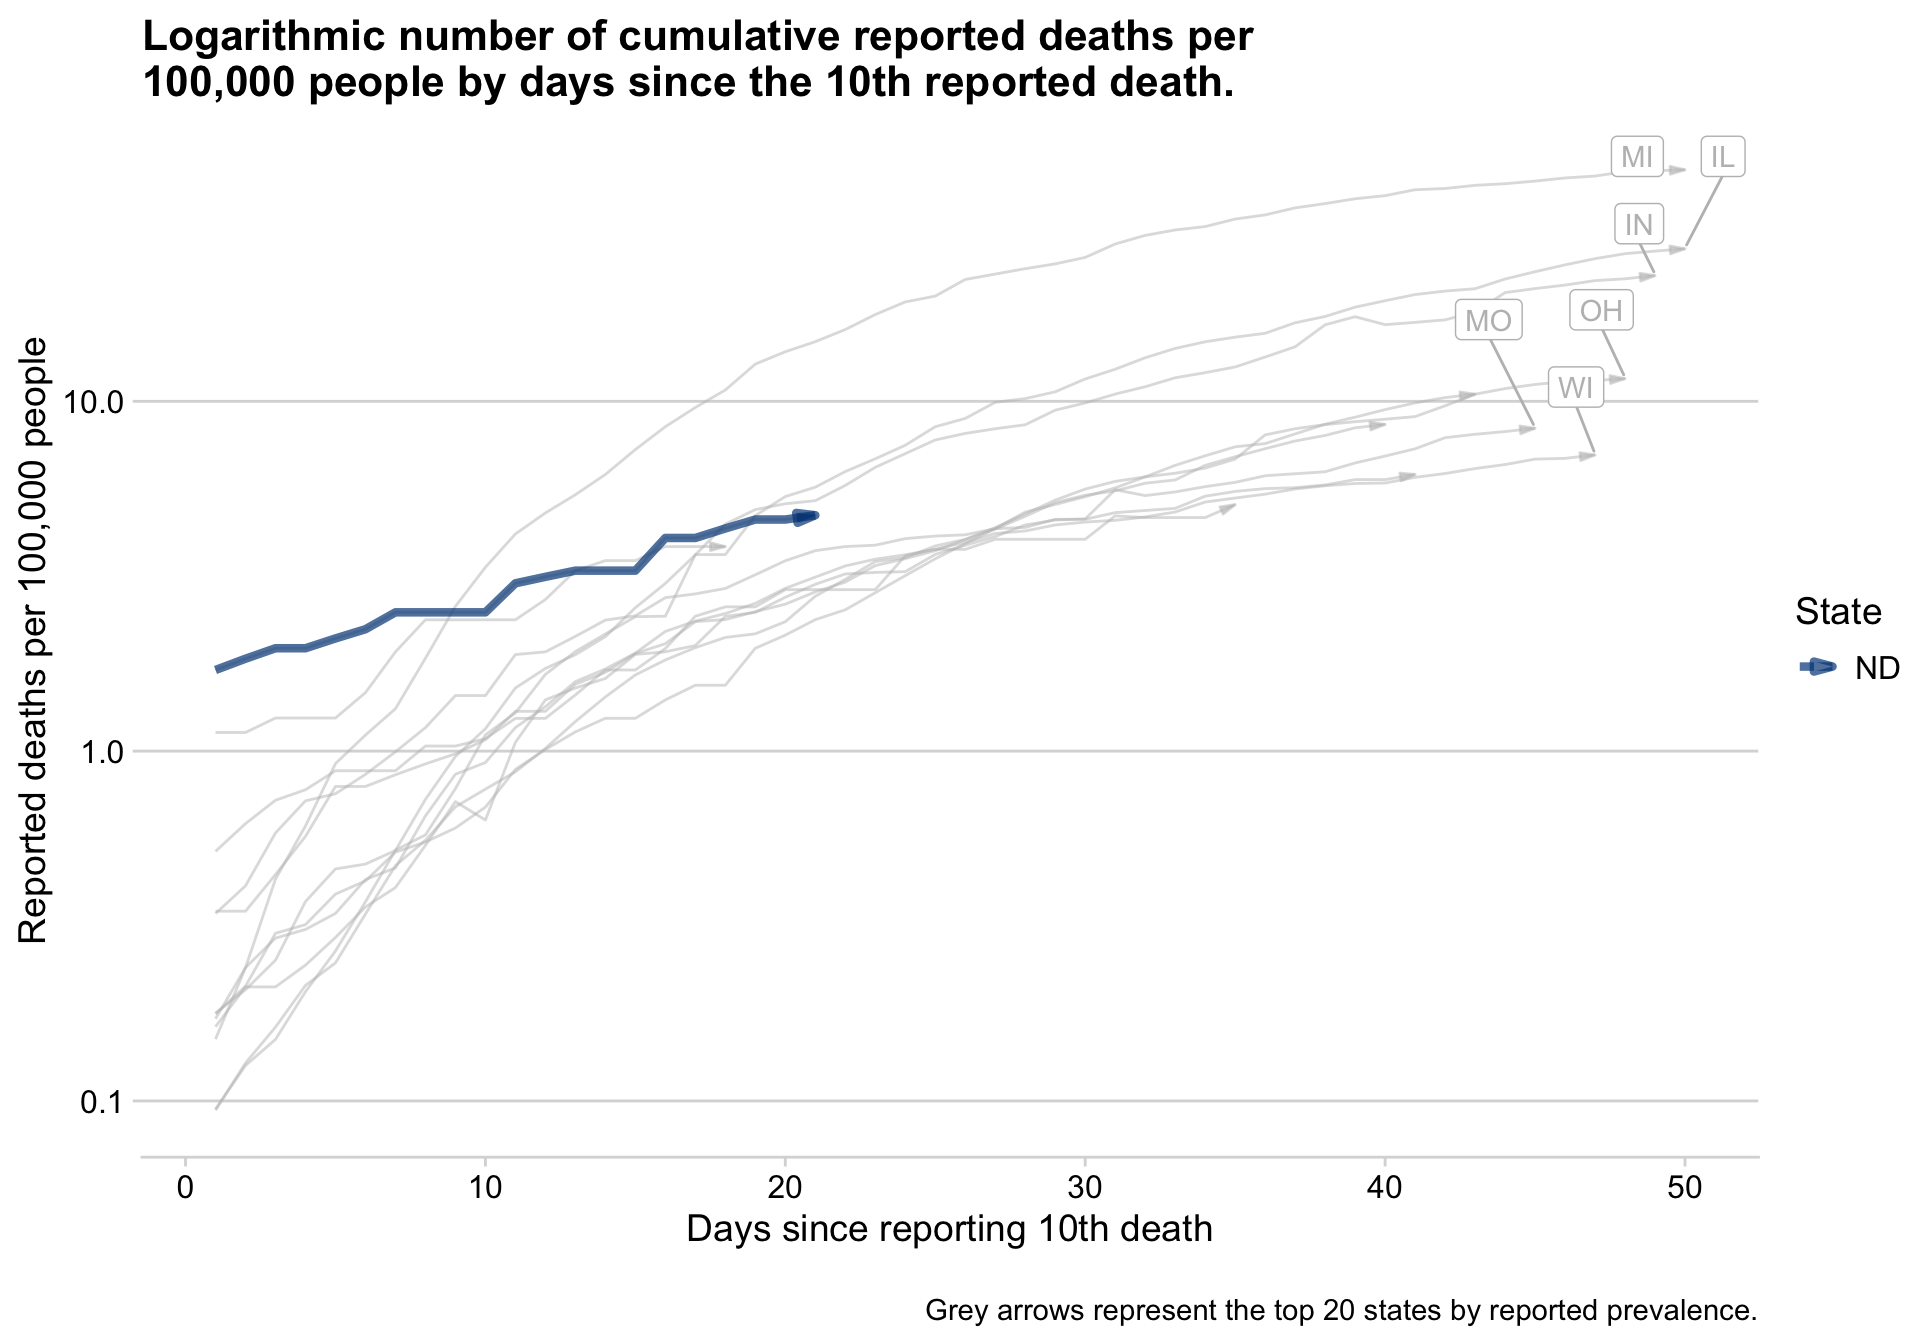 Logarithmic number of cumulative reported deaths per
100,000 people by days since the 10th reported death.
MI
IL
IN
OH
MO
WI
Reported deaths per 100,000 people
10.0
1.0
0.1
State
ND
0
10
20
30
40
50
Days since reporting 10th death
Grey arrows represent the top 20 states by reported prevalence.